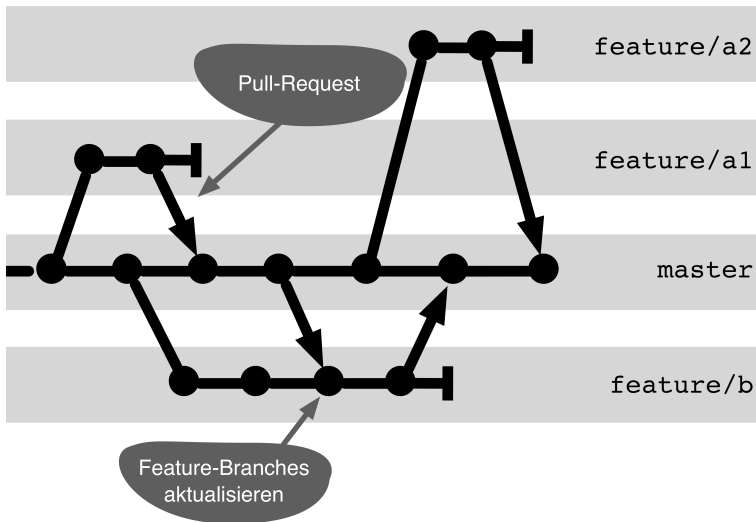 feature/a2
Pull-Request
feature/a1
master
feature/b
Feature-Branches
aktualisieren